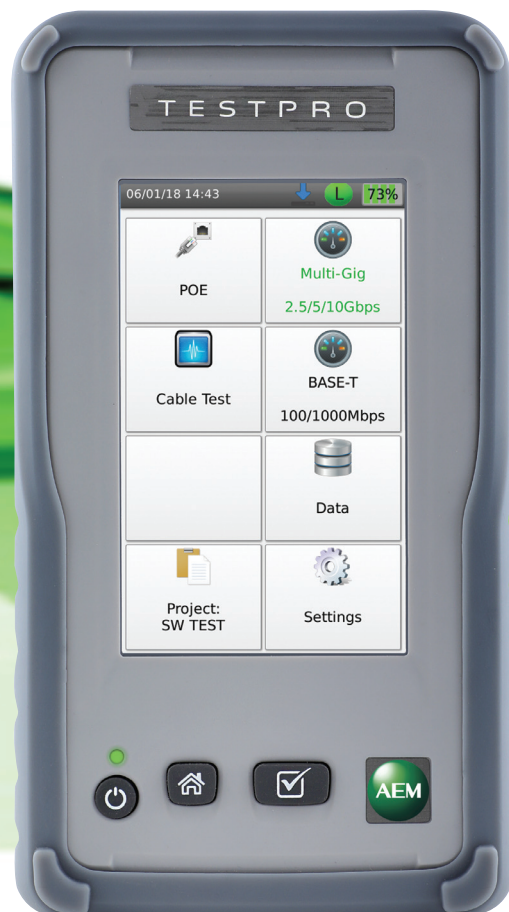 TESTPRO
06/01/18 14:43 L 73%
POE
Multi-Gig
2.5/5/10Gbps
Cable Test
BASE-T
100/1000Mbps
Data
Project:
SW TEST
Settings
AEM